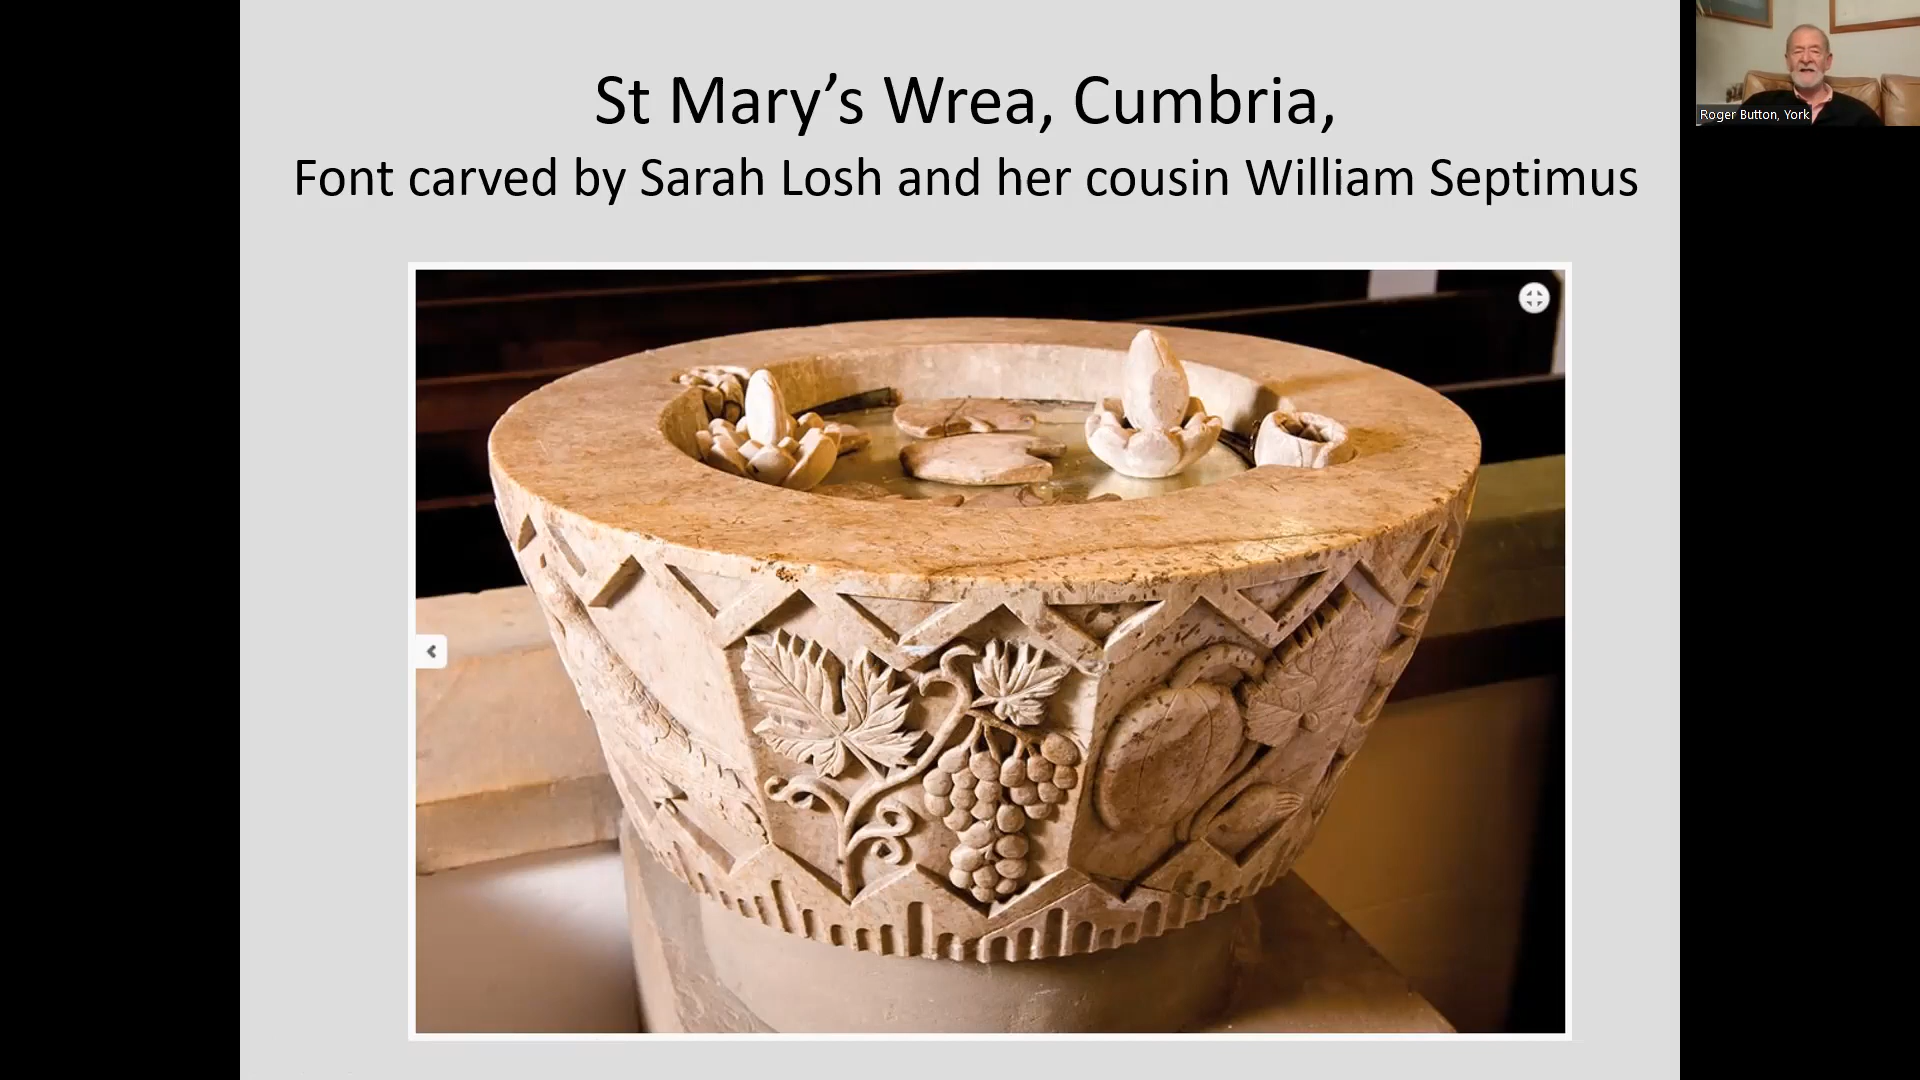 St Mary’s Wrea, Cumbria,
Font carved by Sarah Losh and her cousin William Septimus
Roger Button, York